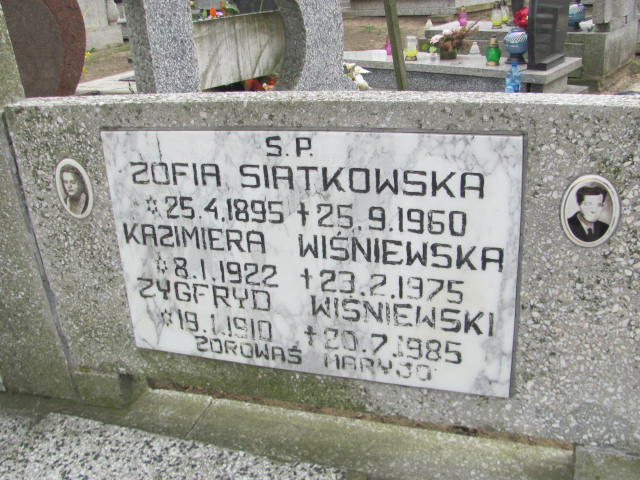 S.P.
ZOFIA SIATKOWSKA
*25.4.1895 †25.9.1960
KAZIMIERA WIŚNIEWSKA
*8.1.1922 †23.2.1975
ZYGFRYD WIŚNIEWSKI
*19.1.1910 †20.7.1985
ZDROWAŚ MARYJO